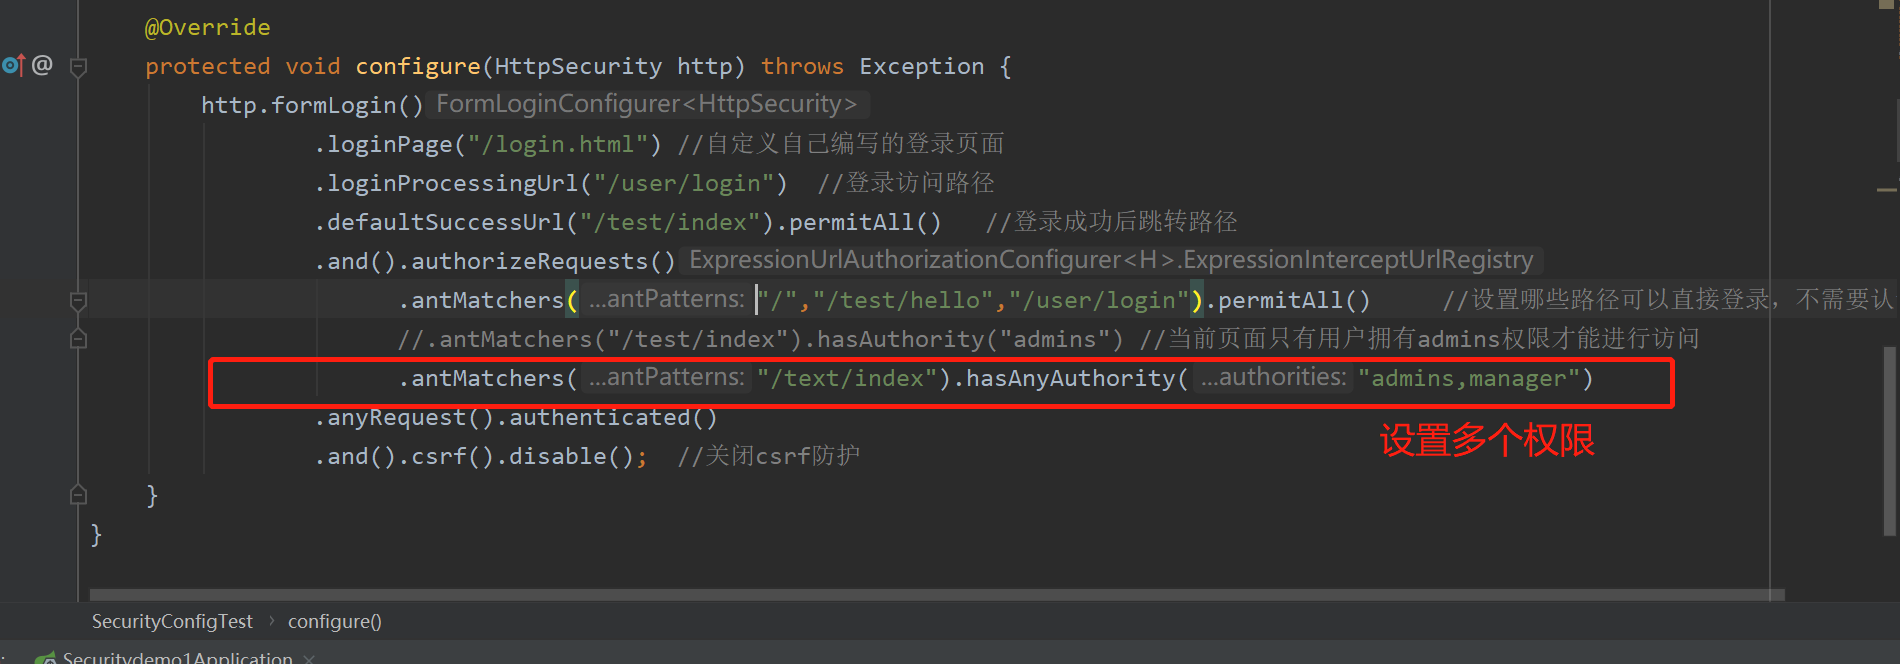 @Override
protected void configure(HttpSecurity http) throws Exception {
http.formLogin() FormLoginConfigurer<HttpSecurity>
.loginPage("/login.html") //自定义自己编写的登录页面
.loginProcessingUrl("/user/login")  //登录访问路径
.defaultSuccessUrl("/test/index").permitAll()   //登录成功后跳转路径
.and().authorizeRequests() ExpressionUrlAuthorizationConfigurer<H>.ExpressionInterceptUrlRegistry
.antMatchers( ...antPatterns: "/","/test/hello","/user/login").permitAll()     //设置哪些路径可以直接登录，不需要认
//.antMatchers("/test/index").hasAuthority("admins") //当前页面只有用户拥有admins权限才能进行访问
.antMatchers( ...antPatterns: "/text/index").hasAnyAuthority( ...authorities: "admins,manager")
.anyRequest().authenticated()
设置多个权限
.and().csrf().disable();  //关闭csrf防护
}
}
SecurityConfigTest › configure()
: Securitydemo1Application ×